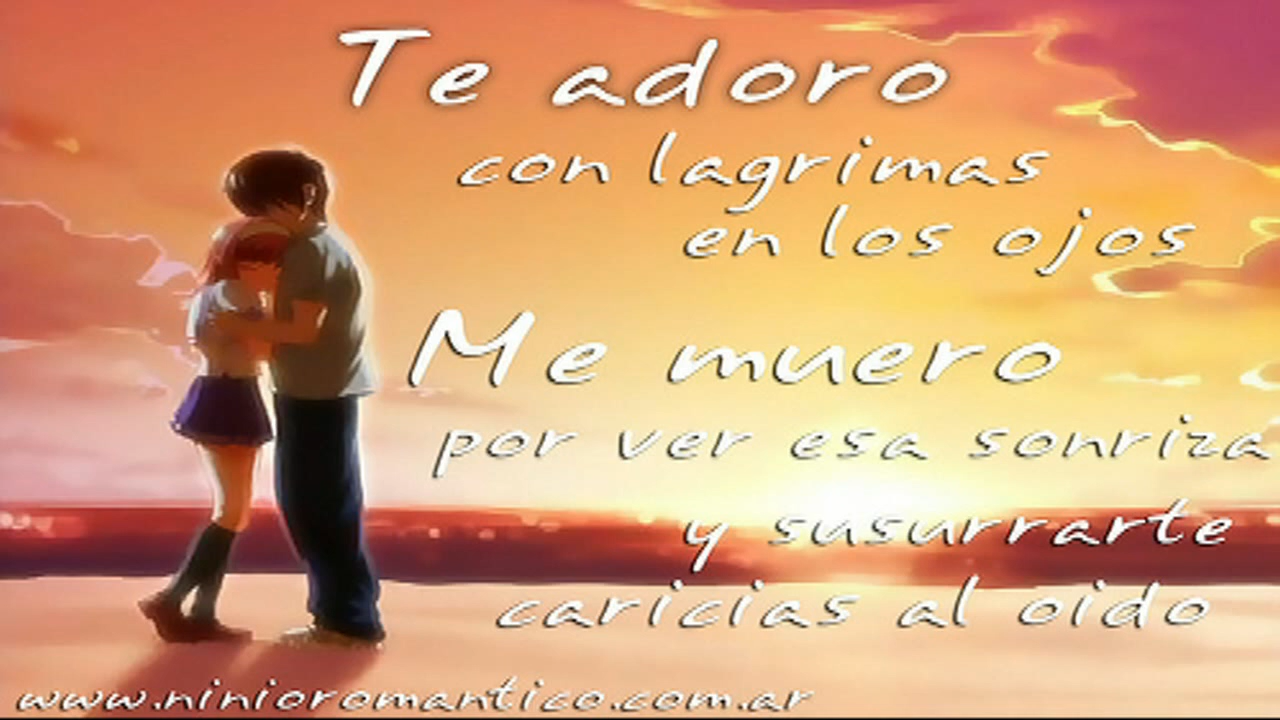 Te adoro
con lagrimas
en los ojos
Me muero
por ver esa sonriza
y susurrarte
caricias al oido
www.ninioromantico.com.ar